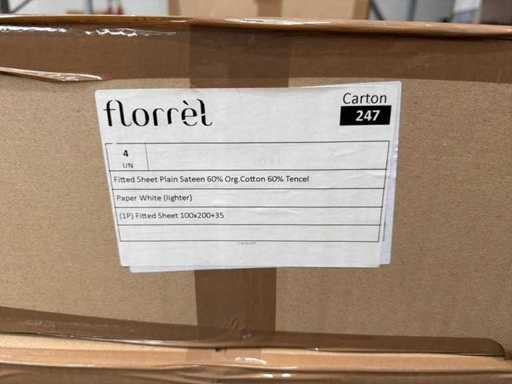 florrèl
Carton
247
4
UN
Fitted Sheet Plain Sateen 60% Org.Cotton 60% Tencel
Paper White (lighter)
(1P) Fitted Sheet 100x200+35